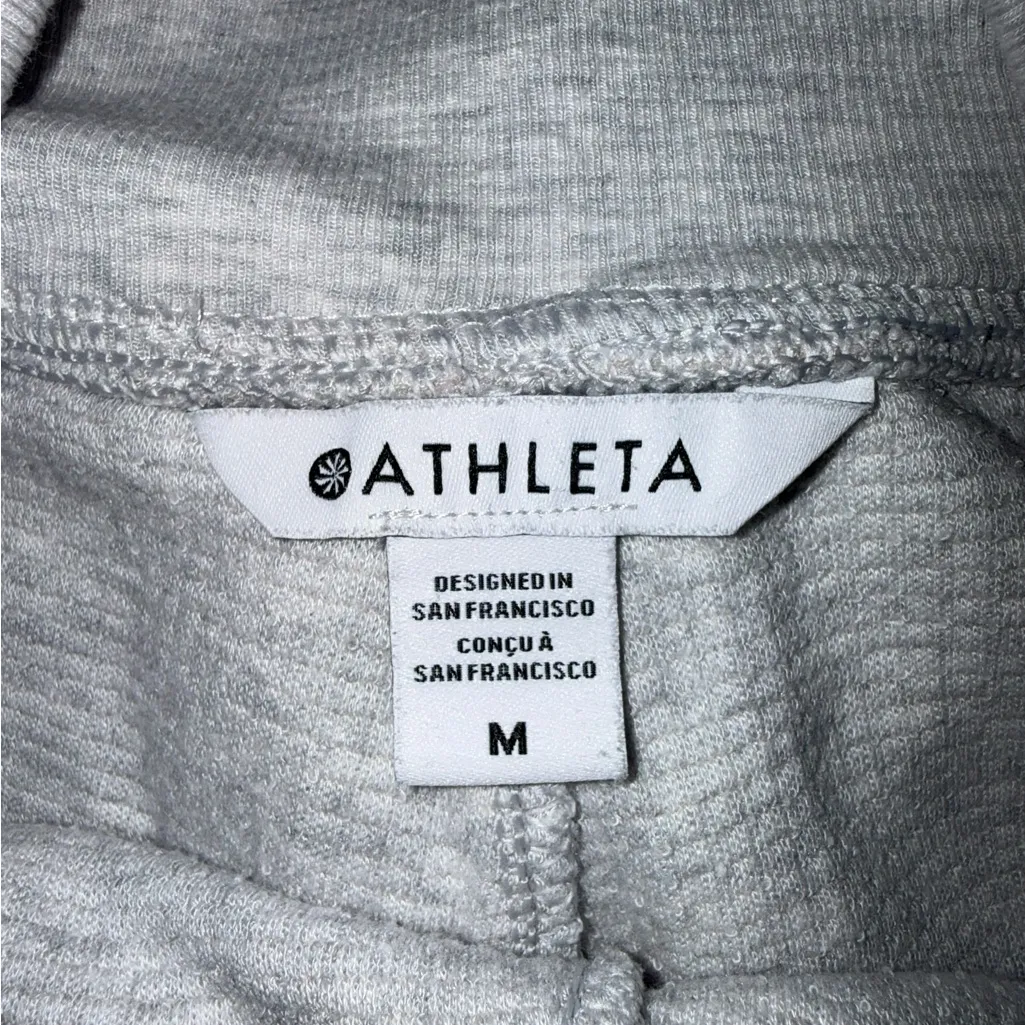 ATHLETA
DESIGNED IN
SAN FRANCISCO
CONÇU À
SAN FRANCISCO
M